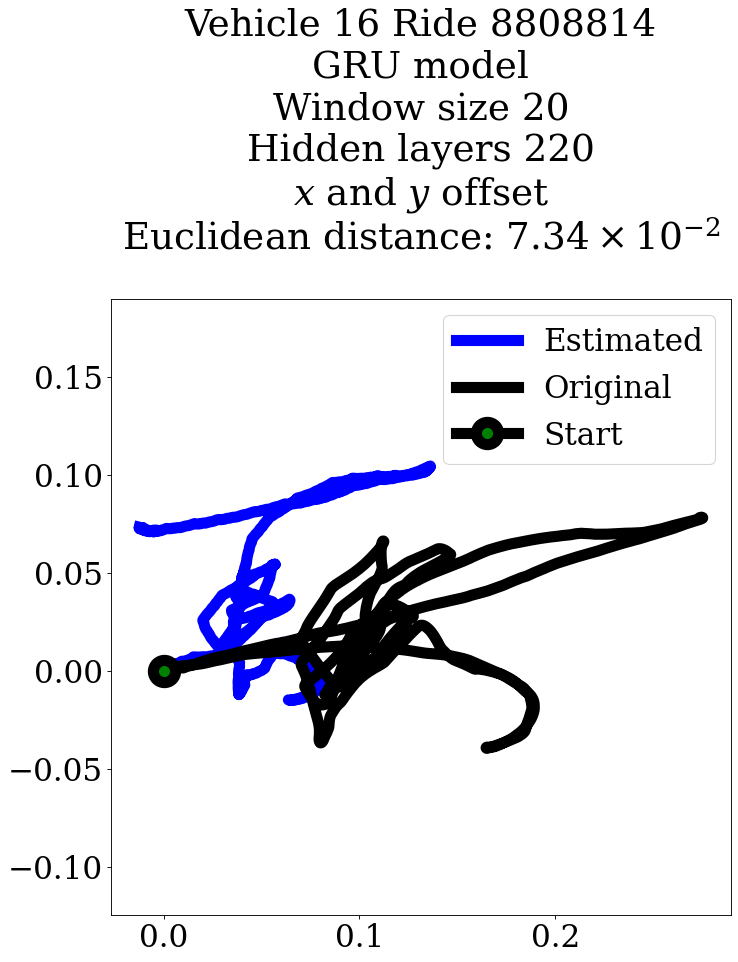 Vehicle 16 Ride 8808814
GRU model
Window size 20
Hidden layers 220
x and y offset
Euclidean distance: 7.34 × 10⁻²
Estimated
Original
Start
0.15
0.10
0.05
0.00
−0.05
−0.10
0.0 0.1 0.2